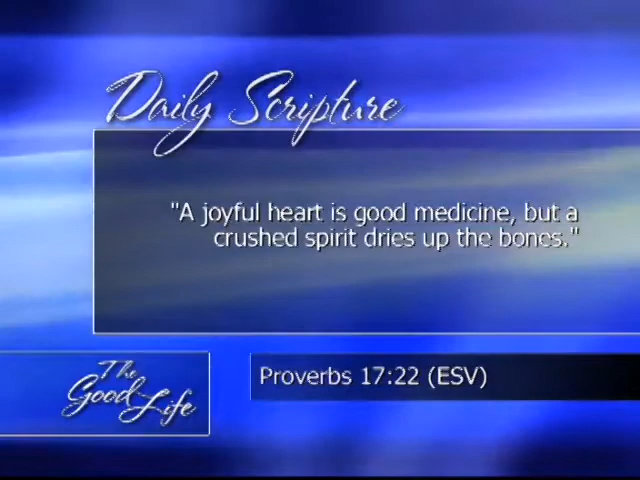 Daily Scripture
"A joyful heart is good medicine, but a
crushed spirit dries up the bones."
The
Good Life
Proverbs 17:22 (ESV)